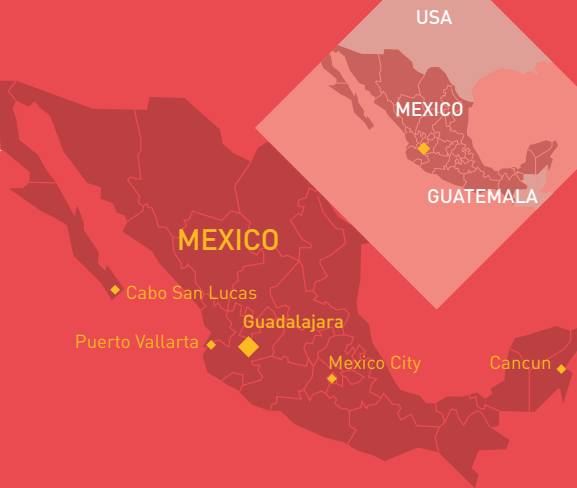 USA
MEXICO
GUATEMALA
MEXICO
Cabo San Lucas
Guadalajara
Puerto Vallarta
Mexico City
Cancun